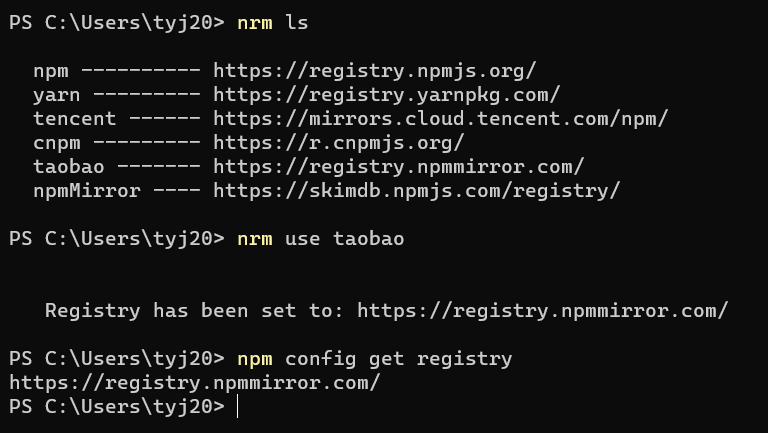 PS C:\Users\tyj20> nrm ls
npm ---------- https://registry.npmjs.org/
yarn --------- https://registry.yarnpkg.com/
tencent ------ https://mirrors.cloud.tencent.com/npm/
cnpm --------- https://r.cnpmjs.org/
taobao ------- https://registry.npmmirror.com/
npmMirror ---- https://skimdb.npmjs.com/registry/
PS C:\Users\tyj20> nrm use taobao
Registry has been set to: https://registry.npmmirror.com/
PS C:\Users\tyj20> npm config get registry
https://registry.npmmirror.com/
PS C:\Users\tyj20>